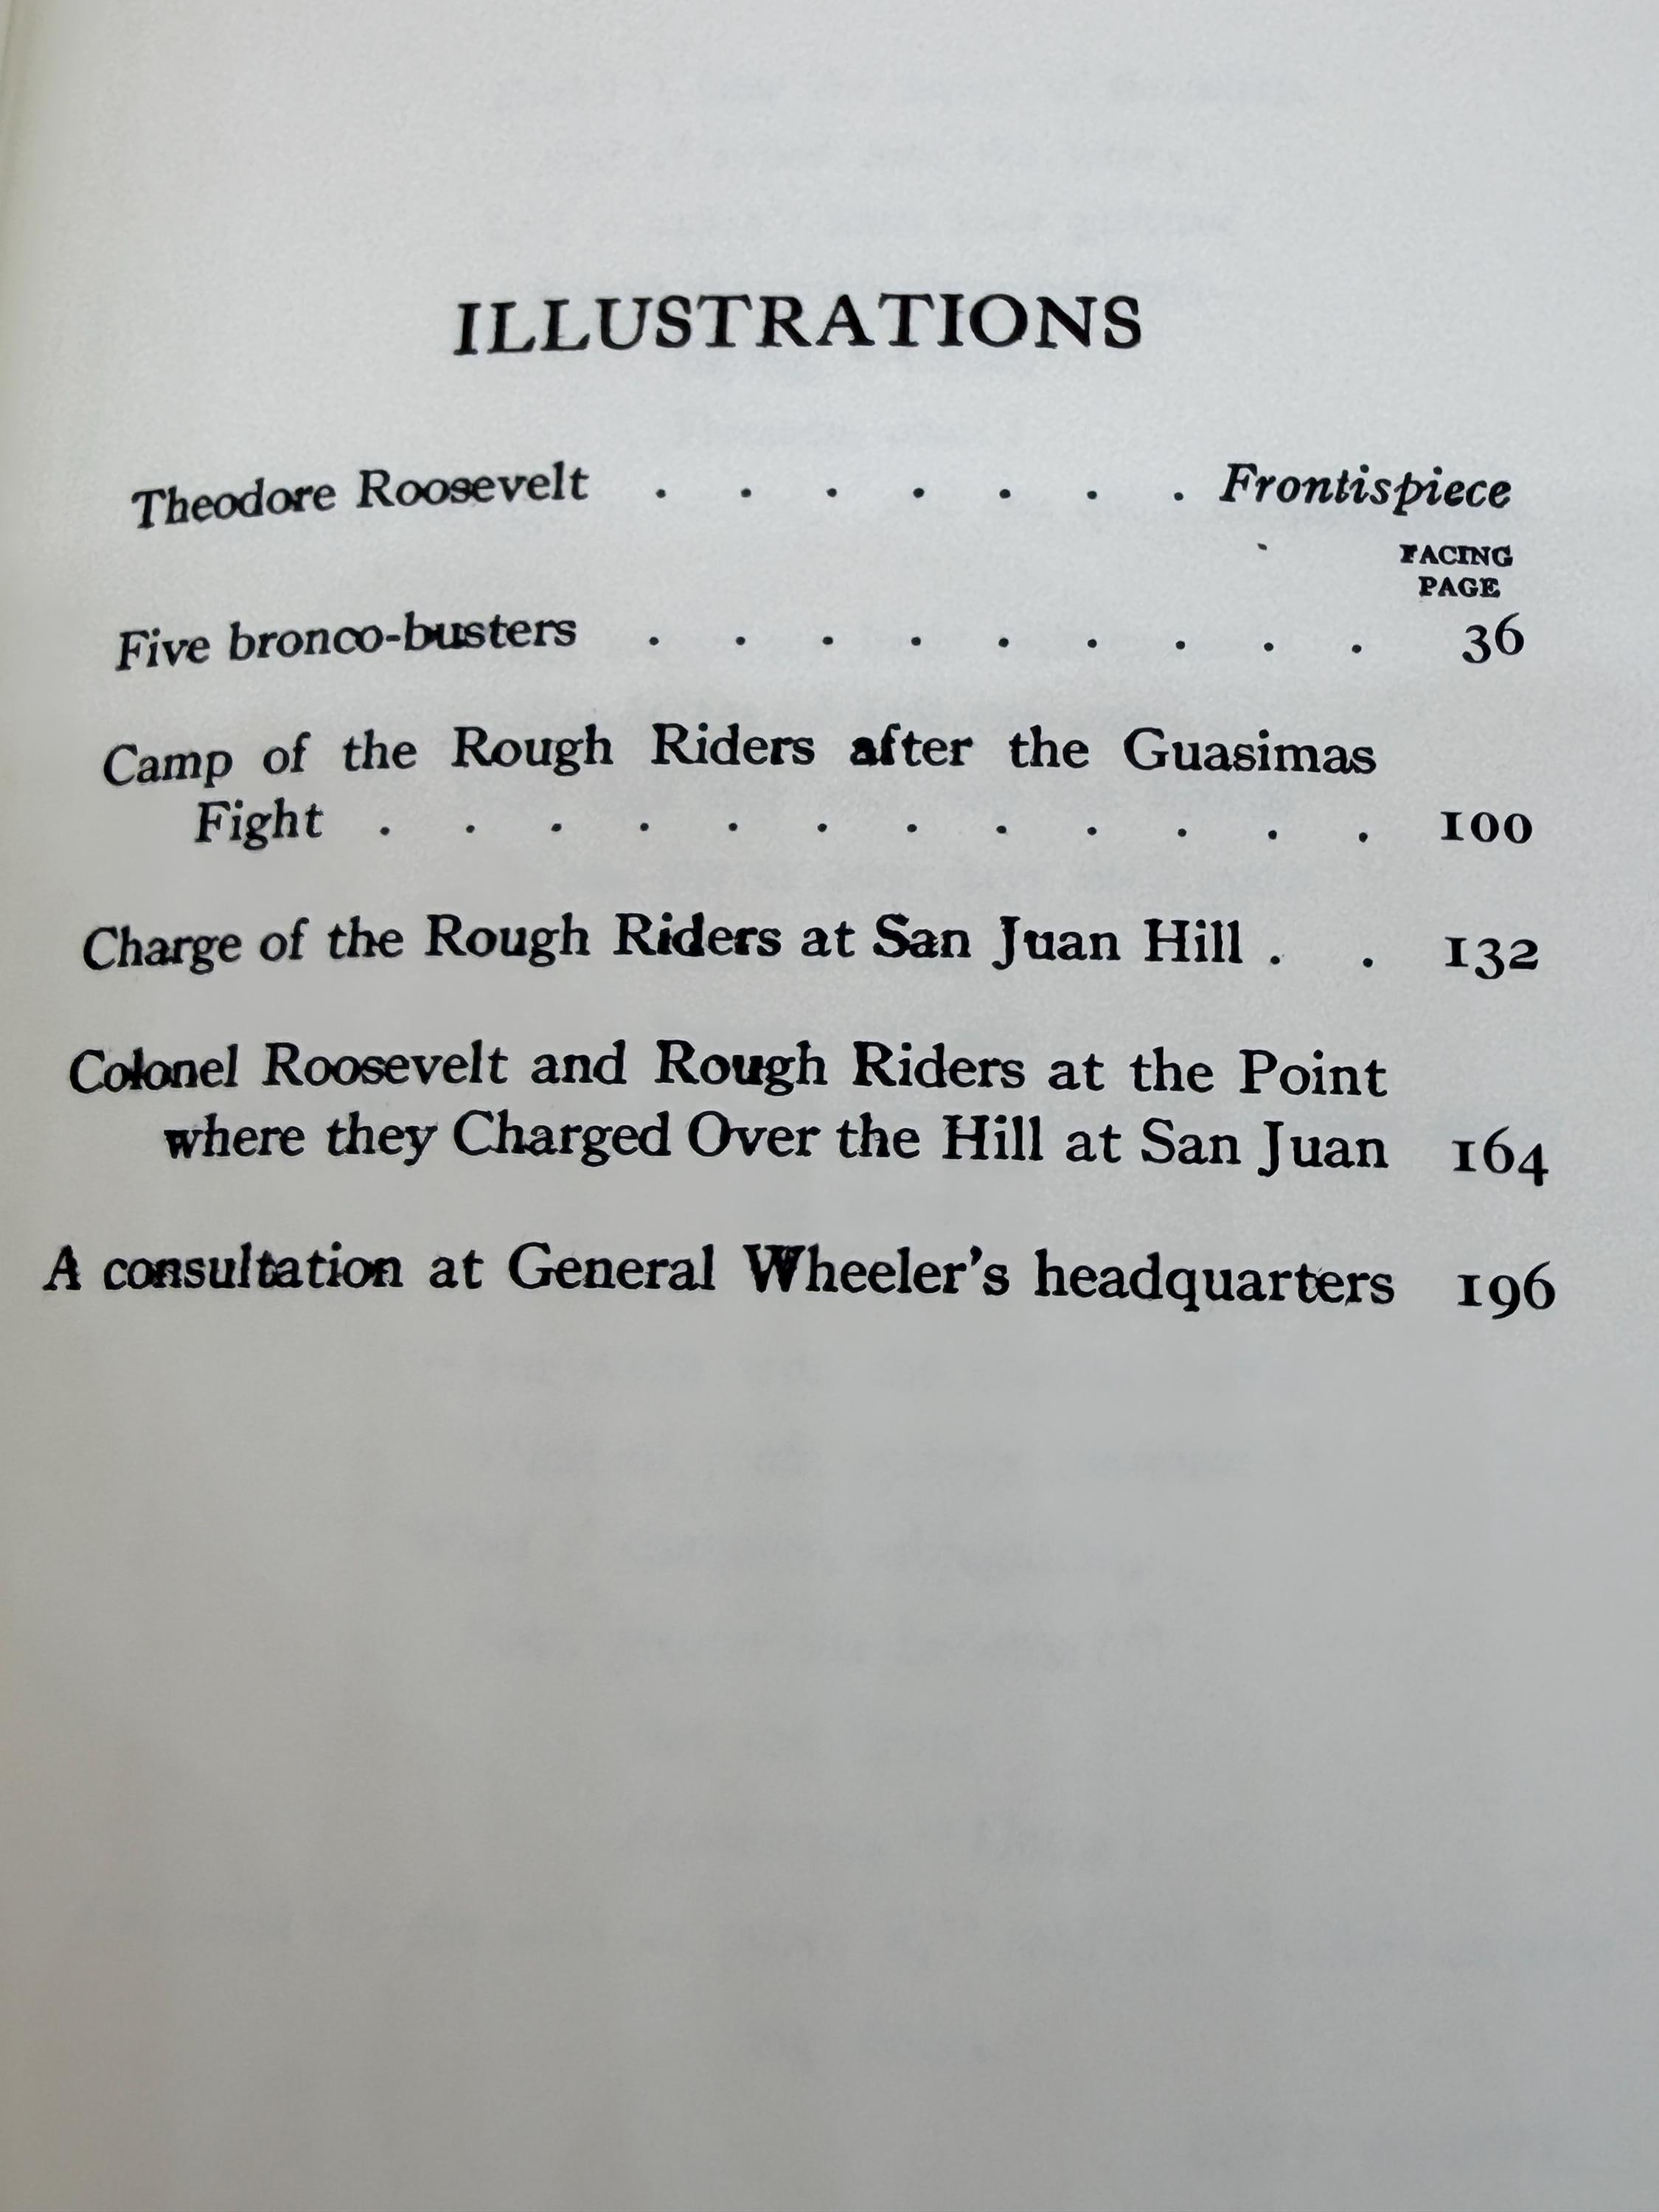 ILLUSTRATIONS
Theodore Roosevelt . . . . . . . Frontispiece
FACING
PAGE
Five bronco-busters . . . . . . . . . 36
Camp of the Rough Riders after the Guasimas
Fight . . . . . . . . . . . . 100
Charge of the Rough Riders at San Juan Hill . . 132
Colonel Roosevelt and Rough Riders at the Point
where they Charged Over the Hill at San Juan 164
A consultation at General Wheeler's headquarters 196